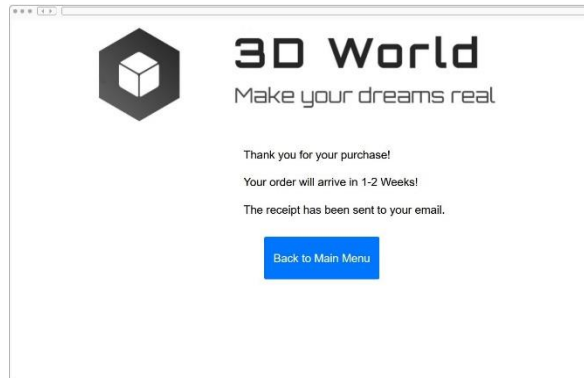 3D World
Make your dreams real
Thank you for your purchase!
Your order will arrive in 1-2 Weeks!
The receipt has been sent to your email.
Back to Main Menu